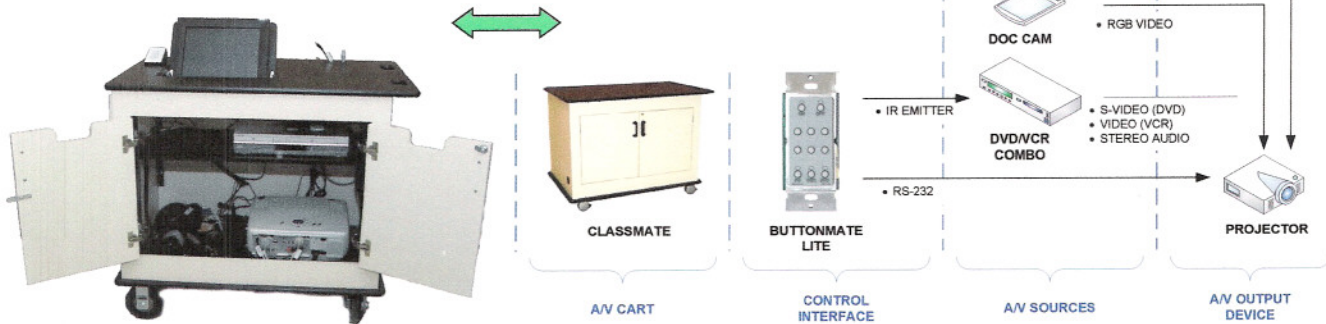 DOC CAM
• RGB VIDEO
• IR EMITTER
DVD/VCR
COMBO
• S-VIDEO (DVD)
• VIDEO (VCR)
• STEREO AUDIO
• RS-232
CLASSMATE
BUTTONMATE
LITE
PROJECTOR
A/V CART
CONTROL
INTERFACE
A/V SOURCES
A/V OUTPUT
DEVICE